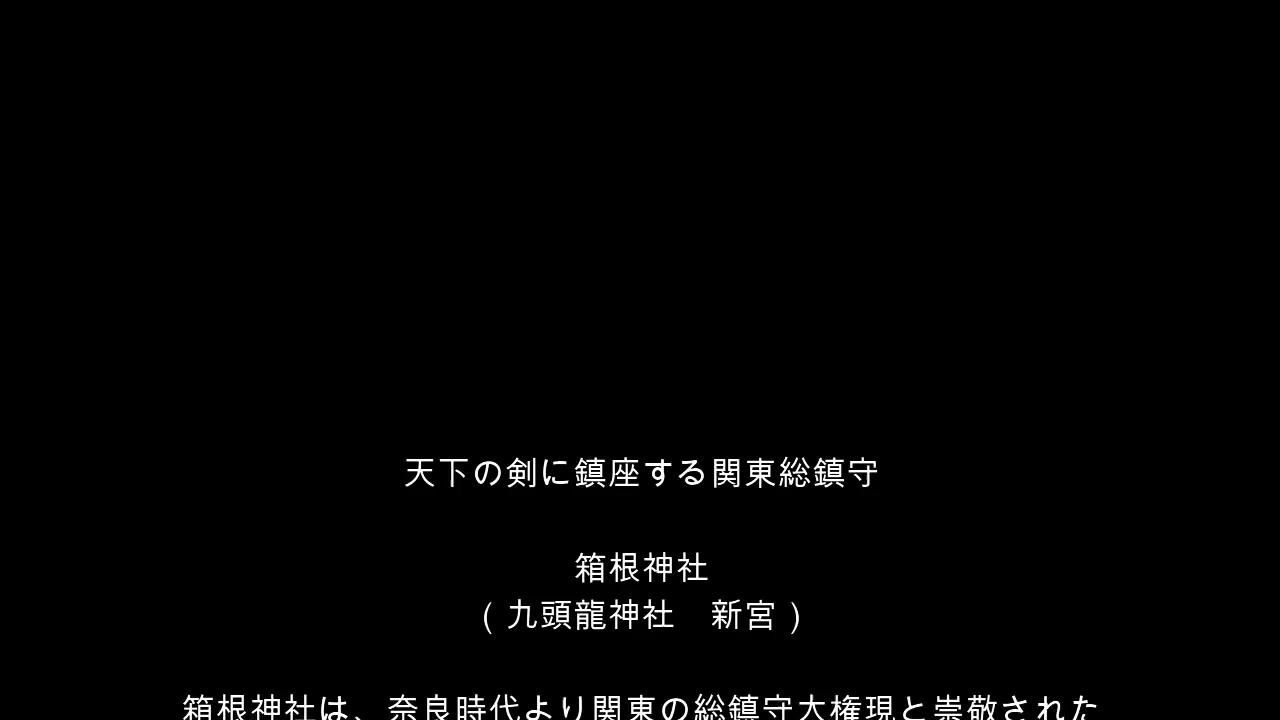 天下の剣に鎮座する関東総鎮守
箱根神社
( 九頭龍神社　新宮 )
箱根神社は、奈良時代より関東の総鎮守大権現と崇敬された